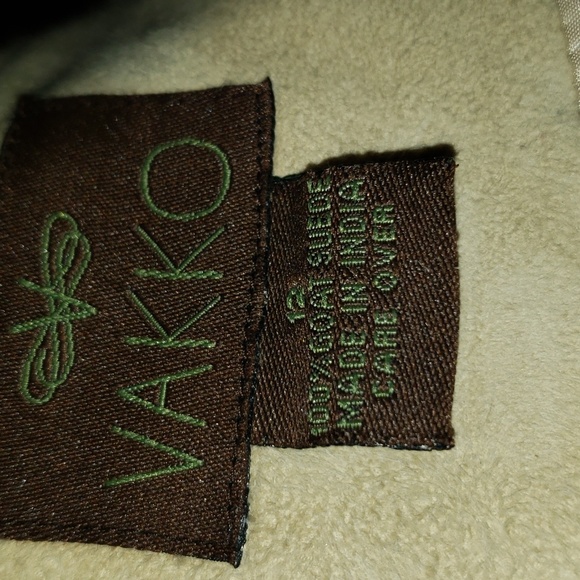 VAKKO
12
100% GOAT SUEDE
MADE IN INDIA
CARE: OVER